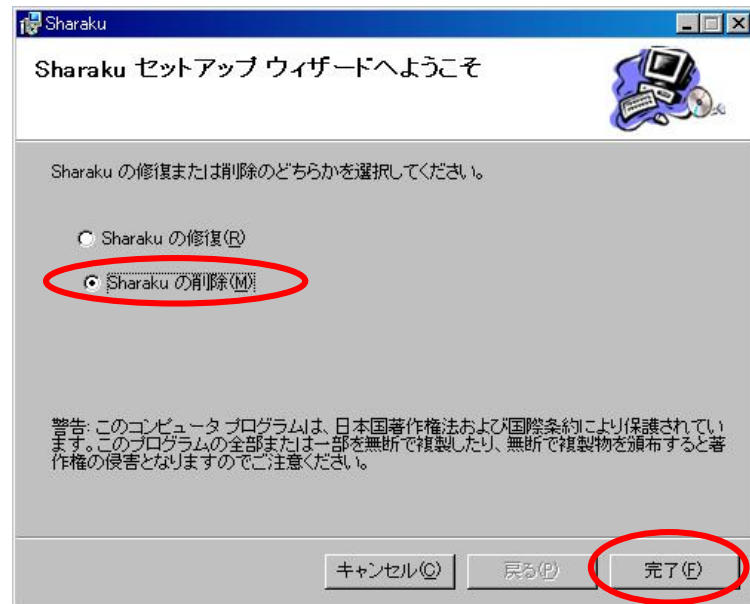 Sharaku
Sharaku セットアップ ウィザードへようこそ
Sharaku の修復または削除のどちらかを選択してください。
Sharaku の修復(R)
Sharaku の削除(M)
警告: このコンピュータ プログラムは、日本国著作権法および国際条約により保護されてい
ます。このプログラムの全部または一部を無断で複製したり、無断で複製物を頒布すると著
作権の侵害となりますのでご注意ください。
キャンセル(C) 戻る(P) 完了(F)